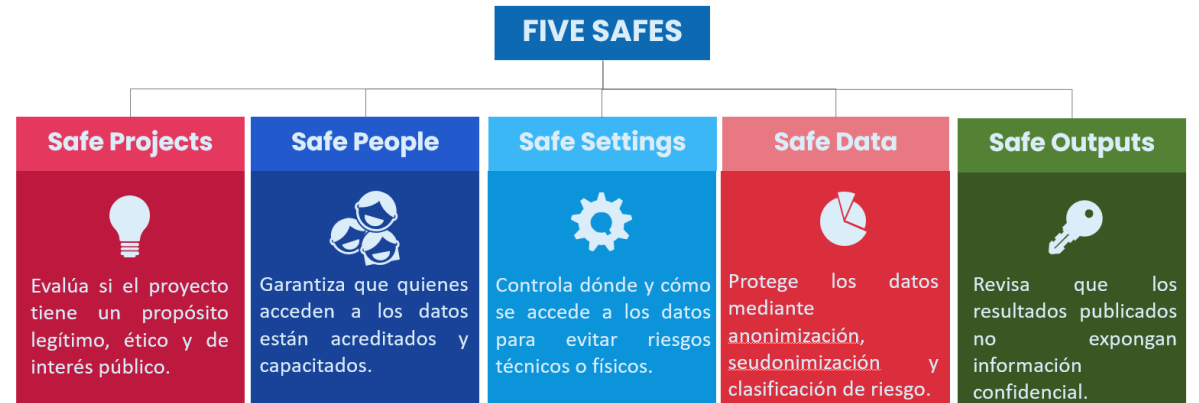 FIVE SAFES
Safe Projects
Evalúa si el proyecto
tiene un propósito
legítimo, ético y de
interés público.
Safe People
Garantiza que quienes
acceden a los datos
están acreditados y
capacitados.
Safe Settings
Controla dónde y cómo
se accede a los datos
para evitar riesgos
técnicos o físicos.
Safe Data
Protege los datos
mediante
anonimización,
seudonimización y
clasificación de riesgo.
Safe Outputs
Revisa que los
resultados publicados
no expongan
información
confidencial.